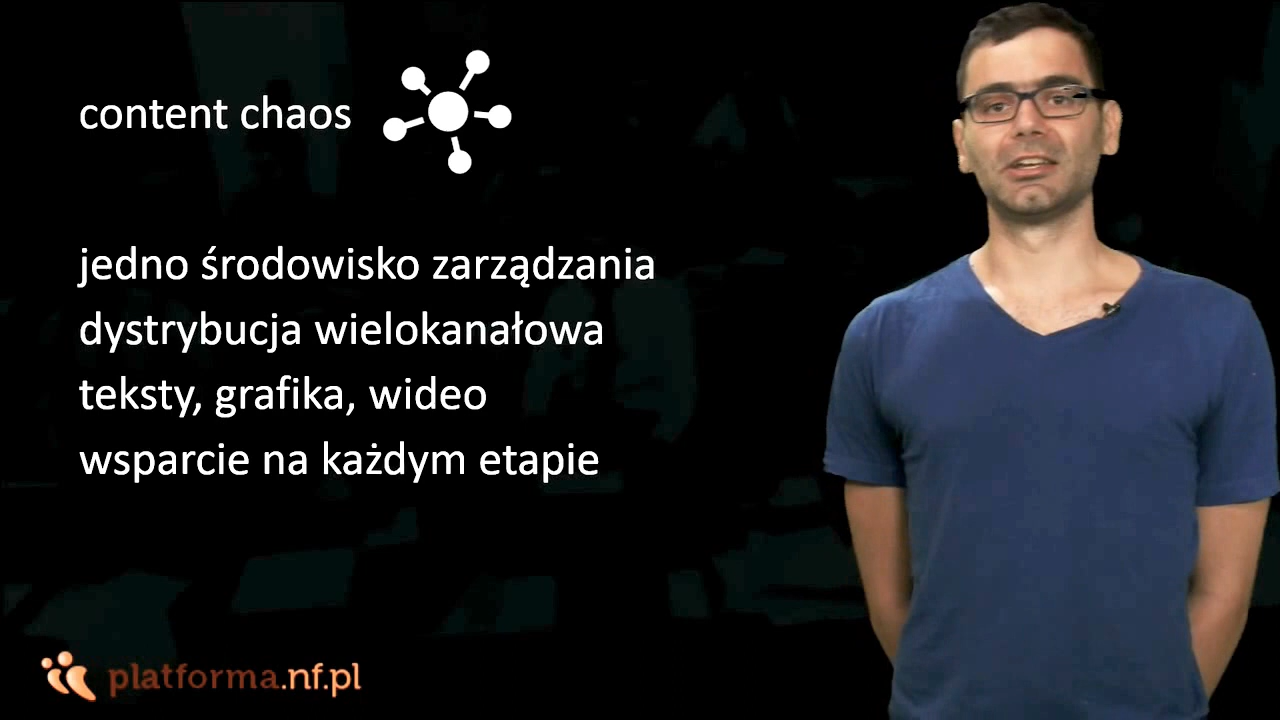 content chaos
jedno środowisko zarządzania
dystrybucja wielokanałowa
teksty, grafika, wideo
wsparcie na każdym etapie
platforma.nf.pl